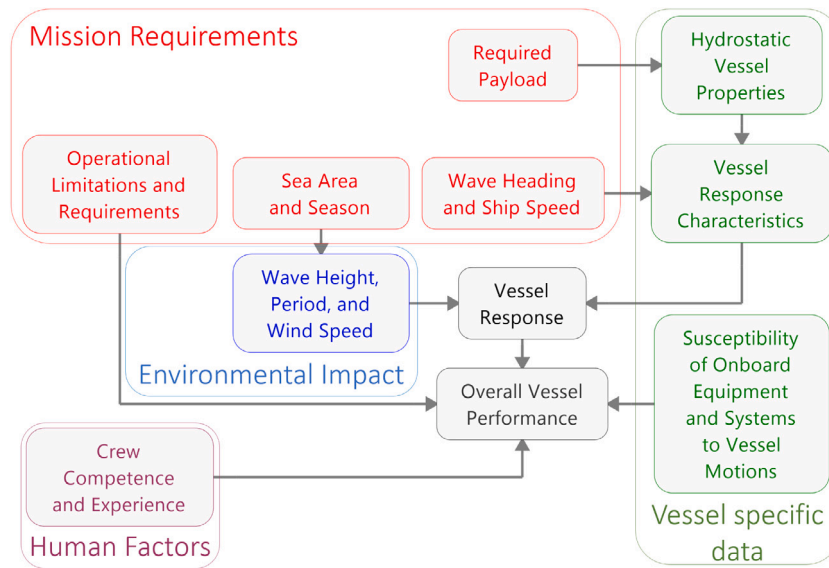 Mission Requirements
Required
Payload
Hydrostatic
Vessel
Properties
Operational
Limitations and
Requirements
Sea Area
and Season
Wave Heading
and Ship Speed
Vessel
Response
Characteristics
Wave Height,
Period, and
Wind Speed
Environmental Impact
Vessel
Response
Overall Vessel
Performance
Susceptibility
of Onboard
Equipment
and Systems
to Vessel
Motions
Crew
Competence
and Experience
Human Factors
Vessel specific
data